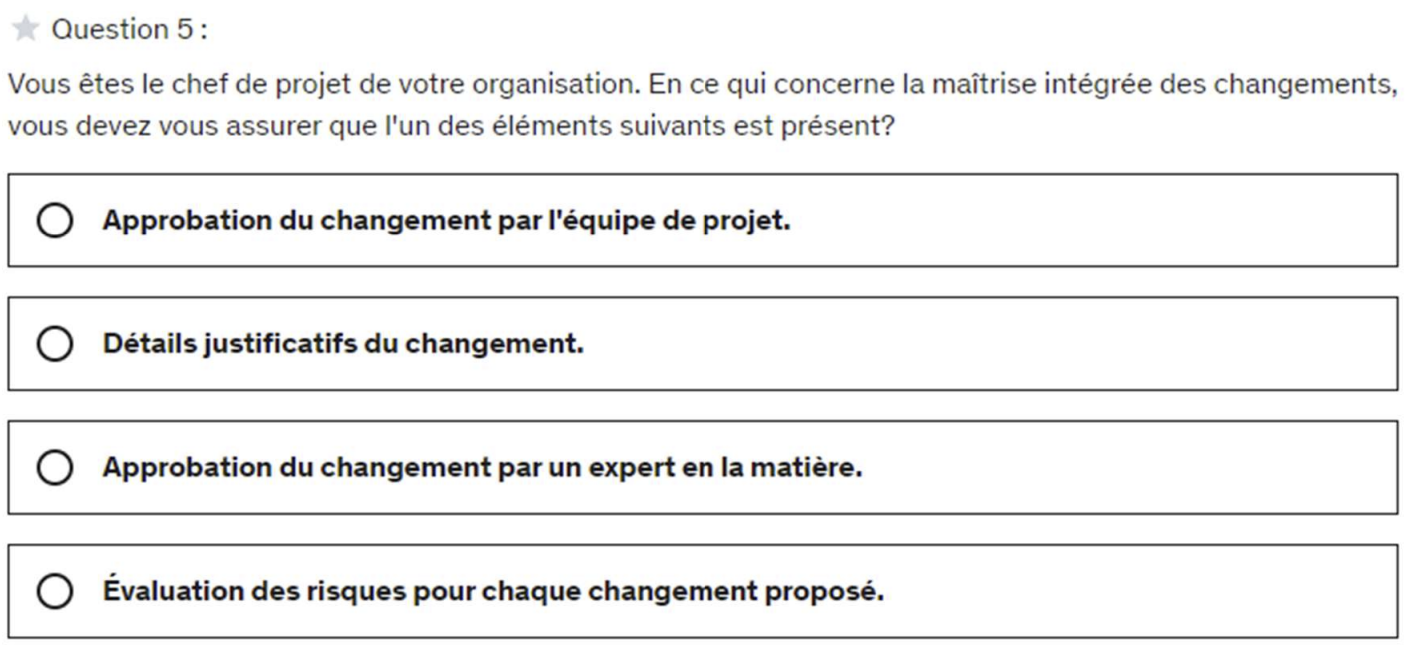 Question 5 :
Vous êtes le chef de projet de votre organisation. En ce qui concerne la maîtrise intégrée des changements,
vous devez vous assurer que l'un des éléments suivants est présent?
Approbation du changement par l'équipe de projet.
Détails justificatifs du changement.
Approbation du changement par un expert en la matière.
Évaluation des risques pour chaque changement proposé.